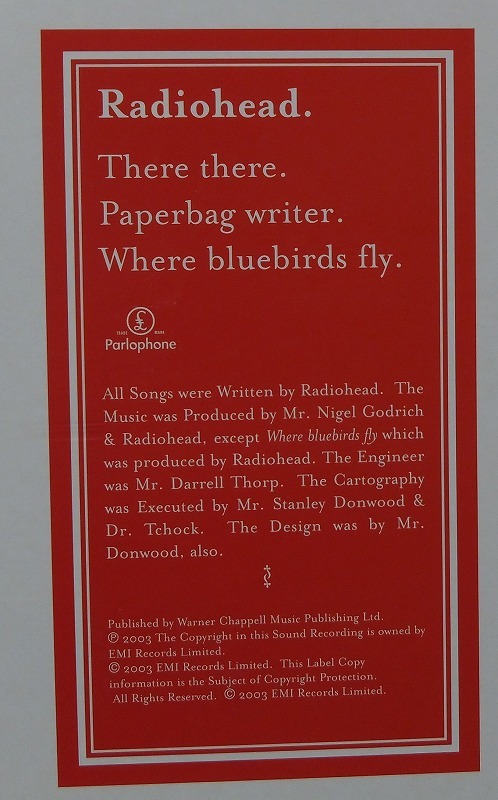 Radiohead.
There there.
Paperbag writer.
Where bluebirds fly.
£
TRADE MARK
Parlophone
All Songs were Written by Radiohead. The
Music was Produced by Mr. Nigel Godrich
& Radiohead, except Where bluebirds fly which
was produced by Radiohead. The Engineer
was Mr. Darrell Thorp. The Cartography
was Executed by Mr. Stanley Donwood &
Dr. Tchock. The Design was by Mr.
Donwood, also.
Published by Warner Chappell Music Publishing Ltd.
℗ 2003 The Copyright in this Sound Recording is owned by
EMI Records Limited.
© 2003 EMI Records Limited. This Label Copy
information is the Subject of Copyright Protection.
All Rights Reserved. © 2003 EMI Records Limited.